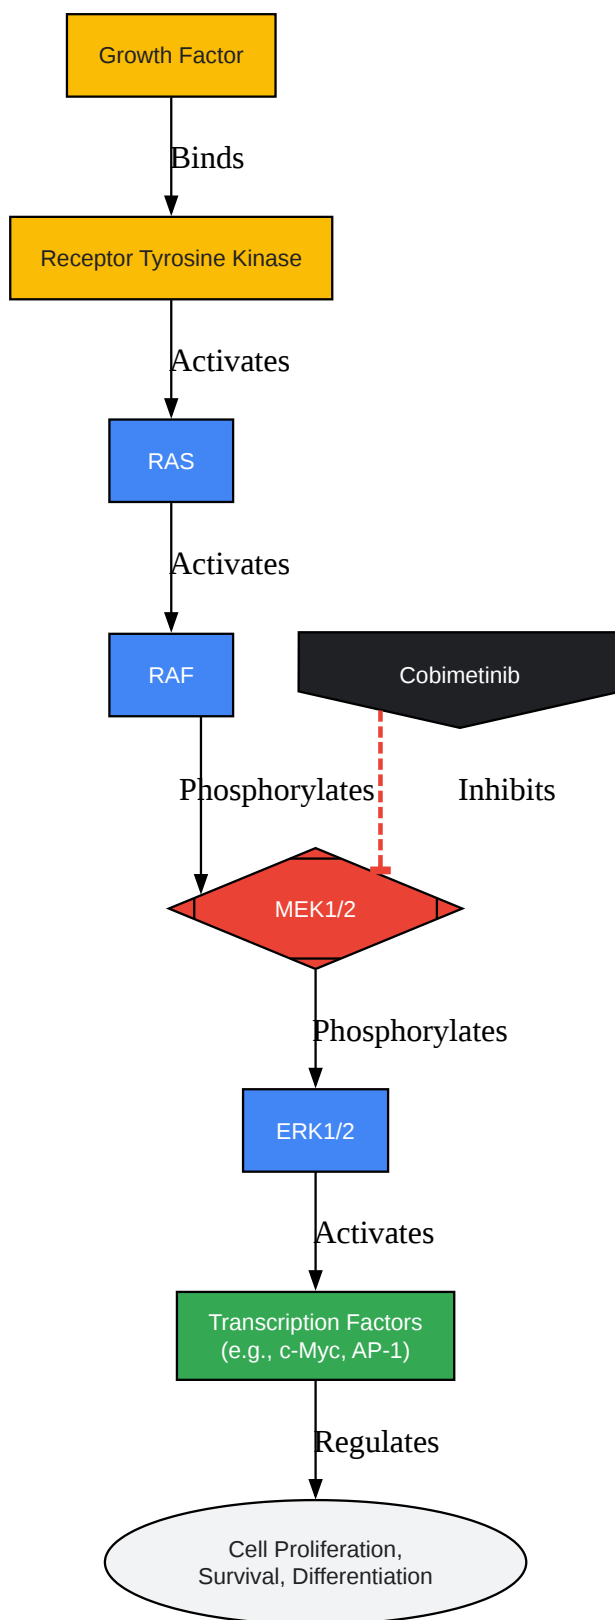 Growth Factor
Binds
Receptor Tyrosine Kinase
Activates
RAS
Activates
RAF
Cobimetinib
Phosphorylates
Inhibits
MEK1/2
Phosphorylates
ERK1/2
Activates
Transcription Factors
(e.g., c-Myc, AP-1)
Regulates
Cell Proliferation,
Survival, Differentiation